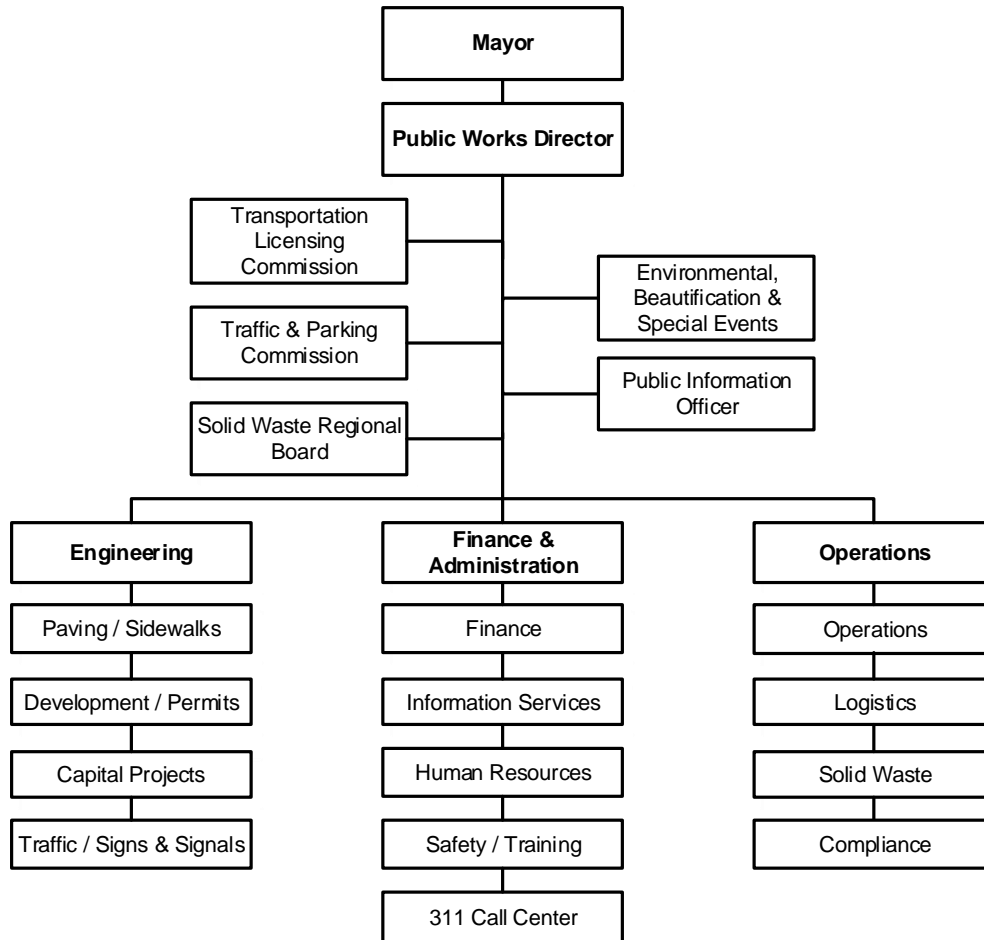 Mayor
Public Works Director
Transportation
Licensing
Commission
Environmental,
Beautification &
Special Events
Traffic & Parking
Commission
Public Information
Officer
Solid Waste Regional
Board
Engineering
Finance &
Administration
Operations
Paving / Sidewalks
Finance
Operations
Development / Permits
Information Services
Logistics
Capital Projects
Human Resources
Solid Waste
Traffic / Signs & Signals
Safety / Training
Compliance
311 Call Center